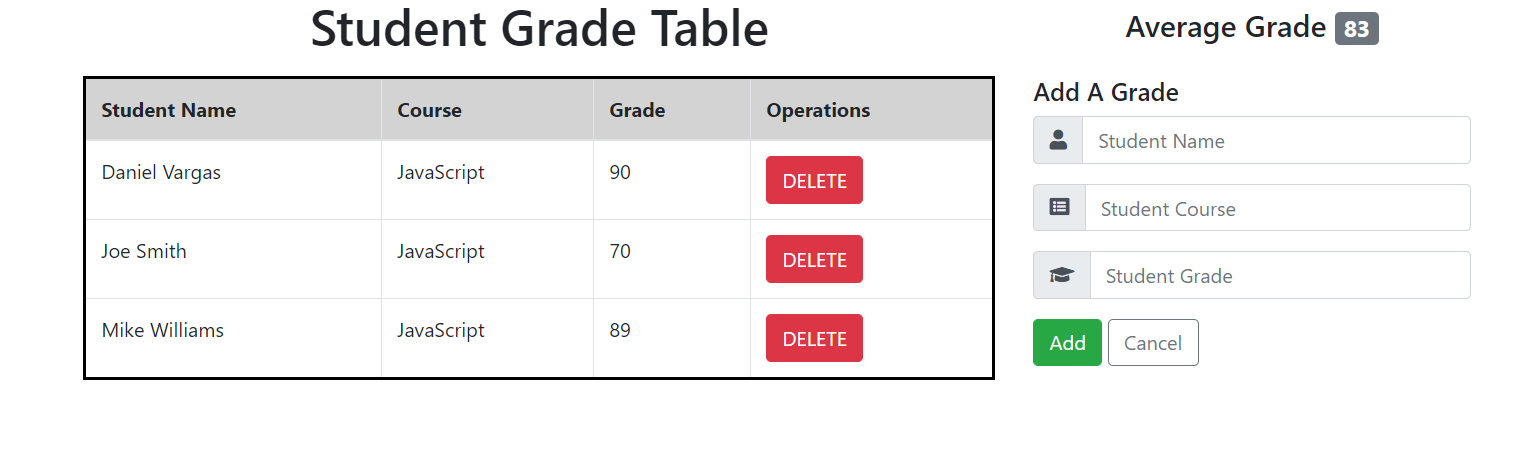 Student Grade Table
Average Grade 83
Student Name Course Grade Operations
Daniel Vargas JavaScript 90 DELETE
Joe Smith JavaScript 70 DELETE
Mike Williams JavaScript 89 DELETE
Add A Grade
Student Name
Student Course
Student Grade
Add Cancel